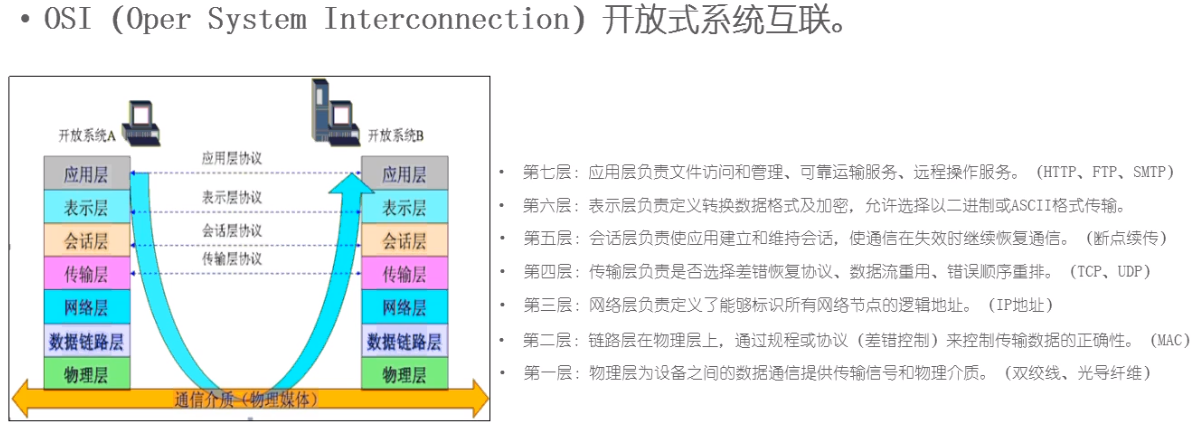 • OSI (Oper System Interconnection) 开放式系统互联。
开放系统A
开放系统B
应用层协议
应用层
应用层
表示层协议
表示层
表示层
会话层协议
会话层
会话层
传输层协议
传输层
传输层
网络层
网络层
数据链路层
数据链路层
物理层
物理层
通信介质(物理媒体)
• 第七层：应用层负责文件访问和管理、可靠运输服务、远程操作服务。（HTTP、FTP、SMTP）
• 第六层：表示层负责定义转换数据格式及加密，允许选择以二进制或ASCII格式传输。
• 第五层：会话层负责使应用建立和维持会话，使通信在失效时继续恢复通信。（断点续传）
• 第四层：传输层负责是否选择差错恢复协议、数据流重用、错误顺序重排。（TCP、UDP）
• 第三层：网络层负责定义了能够标识所有网络节点的逻辑地址。（IP地址）
• 第二层：链路层在物理层上，通过规程或协议（差错控制）来控制传输数据的正确性。（MAC）
• 第一层：物理层为设备之间的数据通信提供传输信号和物理介质。（双绞线、光导纤维）